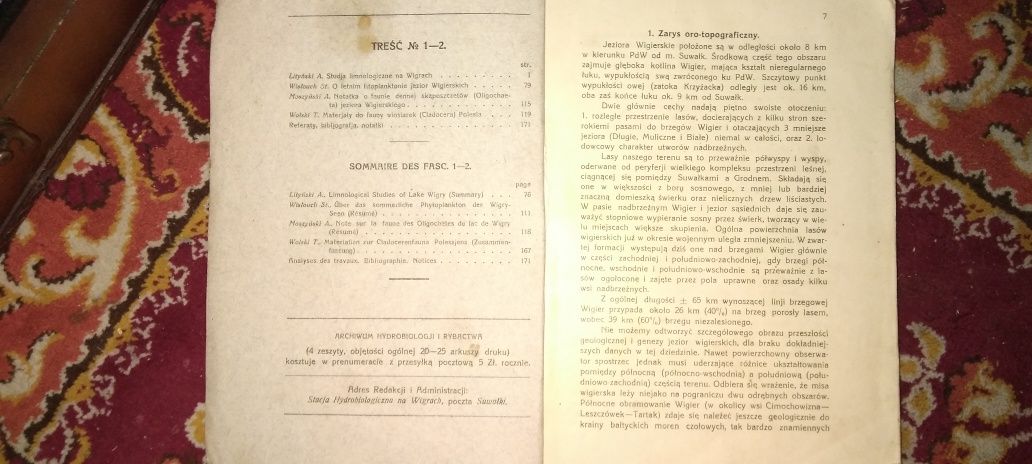 TREŚĆ № 1—2.
str.
Lityński A. Studja limnologiczne na Wigrach . . . . . . . . 1
Wołoszyńska St. O letnim fitoplanktonie jezior Wigierskich . . . . . 79
Moszyński A. Notatka o faunie dennej skąposzczetów (Oligochae-
ta) jeziora Wigierskiego . . . . . . . . . . . 115
Wolski T. Materjały do fauny wioślarek (Cladocera) Polesia . . . 119
Referaty, bibljografja, notatki . . . . . . . . . . . . . 171
SOMMAIRE DES FASC. 1—2.
page
Lityński A. Limnological Studies of Lake Wigry (Summary) . . . 76
St. Über das sommerliche Phytoplankton des Wigry-
Sees (Résumé) . . . . . . . . . . . . . . 111
Moszyński A. Note sur la faune des Oligochètes du lac de Wigry
(Résumé) . . . . . . . . . . . . . . . . 118
Wolski T. Materialien zur Cladocerenfauna Polesiens (Zusammen-
fassung) . . . . . . . . . . . . . . . . 167
Analyses des travaux. Bibliographie. Notices . . . . . . . . 171
ARCHIWUM HYDROBIOLOGJI I RYBACTWA
(4 zeszyty, objętości ogólnej 20—25 arkuszy druku)
kosztuje w prenumeracie z przesyłką pocztową 5 Zł. rocznie.
Adres Redakcji i Administracji:
Stacja Hydrobiologiczna na Wigrach, poczta Suwałki.
7
1. Zarys oro-topograficzny.
Jeziora Wigierskie położone są w odległości około 8 km
w kierunku PdW od m. Suwałk. Środkową część tego obszaru
zajmuje głęboka kotlina Wigier, mająca kształt nieregularnego
łuku, wypukłością swą zwróconego ku PdW. Szczytowy punkt
wypukłości owej (zatoka Krzyżacka) odległy jest ok. 16 km,
oba zaś końce łuku ok. 9 km od Suwałk.
Dwie głównie cechy nadają piętno swoiste otoczeniu:
1. rozległe przestrzenie lasów, docierających z kilku stron sze-
rokiemi pasami do brzegów Wigier i otaczających 3 mniejsze
jeziora (Długie, Muliczne i Białe) niemal w całości, oraz 2. lo-
dowcowy charakter utworów nadbrzeżnych.
Lasy naszego terenu są to przeważnie półwyspy i wyspy,
oderwane od peryferji wielkiego kompleksu przestrzeni leśnej,
ciągnącej się pomiędzy Suwałkami a Grodnem. Składają się
one w większości z boru sosnowego, z mniej lub bardziej
znaczną domieszką świerku oraz nielicznych drzew liściastych.
W pasie nadbrzeżnym Wigier i jezior sąsiednich daje się zau-
ważyć stopniowe wypieranie sosny przez świerk, tworzący w wie-
lu miejscach większe skupienia. Ogólna powierzchnia lasów
wigierskich już w okresie wojennym uległa zmniejszeniu. W zwar-
tej formacji występują dziś one nad brzegami Wigier głównie
w części zachodniej i południowo-zachodniej, gdy brzegi pół-
nocne, wschodnie i południowo-wschodnie są przeważnie z la-
sów ogołocone i zajęte przez pola uprawne oraz osady kilku
wsi nadbrzeżnych.
Z ogólnej długości ± 65 km wynoszącej linji brzegowej
Wigier przypada około 26 km (40%) na brzeg porosły lasem,
wobec 39 km (60%) brzegu niezalesionego.
Nie możemy odtworzyć szczegółowego obrazu przeszłości
geologicznej i genezy jezior wigierskich, dla braku dokładniej-
szych danych w tej dziedzinie. Nawet powierzchowny obserwa-
tor spostrzec jednak musi uderzające różnice ukształtowania
pomiędzy północną (północno-wschodnią) a południową (połu-
dniowo zachodnią) częścią terenu. Odbiera się wrażenie, że misa
wigierska leży niejako na pograniczu dwu odrębnych obszarów.
Północne obramowanie Wigier (w okolicy wsi Cimochowizna—
Leszczówek—Tartak) zdaje się należeć jeszcze geologicznie do
krainy bałtyckich moren czołowych, tak bardzo znamiennych